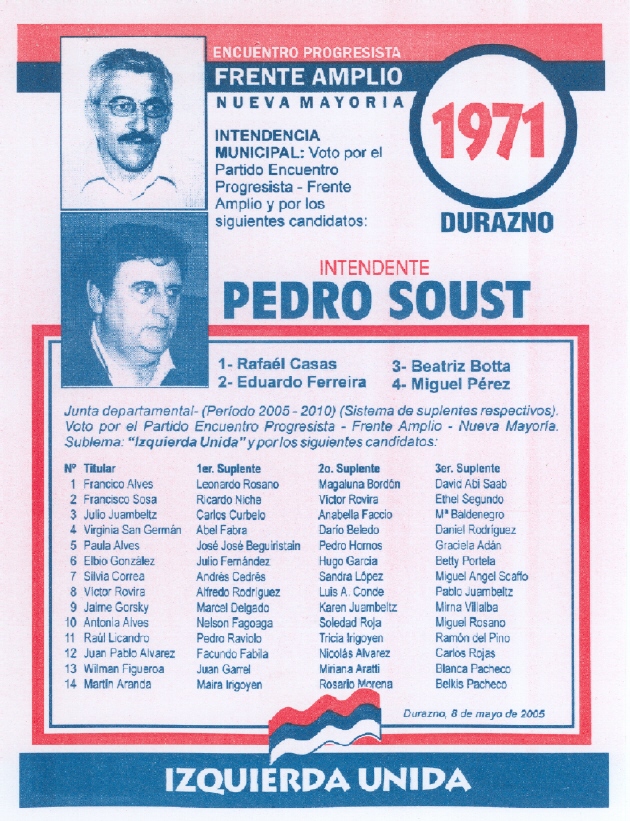 ENCUENTRO PROGRESISTA
FRENTE AMPLIO
NUEVA MAYORIA
1971
DURAZNO
INTENDENCIA
MUNICIPAL: Voto por el
Partido Encuentro
Progresista - Frente
Amplio y por los
siguientes candidatos:
INTENDENTE
PEDRO SOUST
1- Rafaél Casas 3- Beatriz Botta
2- Eduardo Ferreira 4- Miguel Pérez
Junta departamental- (Período 2005 - 2010) (Sistema de suplentes respectivos).
Voto por el Partido Encuentro Progresista - Frente Amplio - Nueva Mayoría.
Sublema: "Izquierda Unida" y por los siguientes candidatos:
Nº Titular 1er. Suplente 2o. Suplente 3er. Suplente
1 Francico Alves Leonardo Rosano Magaluna Bordón David Abi Saab
2 Francisco Sosa Ricardo Niche Victor Rovira Ethel Segundo
3 Julio Juambeltz Carlos Curbelo Anabella Faccio Mª Baldenegro
4 Virginia San Germán Abel Fabra Darío Beledo Daniel Rodríguez
5 Paula Alves José José Beguiristain Pedro Hornos Graciela Adán
6 Elbio González Julio Fernández Hugo García Betty Portela
7 Silvia Correa Andrés Cedrés Sandra López Miguel Angel Scaffo
8 Victor Rovira Alfredo Rodríguez Luis A. Conde Pablo Juambeltz
9 Jaime Gorsky Marcel Delgado Karen Juambeltz Mirna Villalba
10 Antonia Alves Nelson Fagoaga Soledad Roja Miguel Rosano
11 Raúl Licandro Pedro Raviolo Tricia Irigoyen Ramón del Pino
12 Juan Pablo Alvarez Facundo Fabila Nicolás Alvarez Carlos Rojas
13 Wilman Figueroa Juan Garrel Miriana Aratti Blanca Pacheco
14 Martín Aranda Maira Irigoyen Rosario Morena Belkis Pacheco
Durazno, 8 de mayo de 2005
IZQUIERDA UNIDA